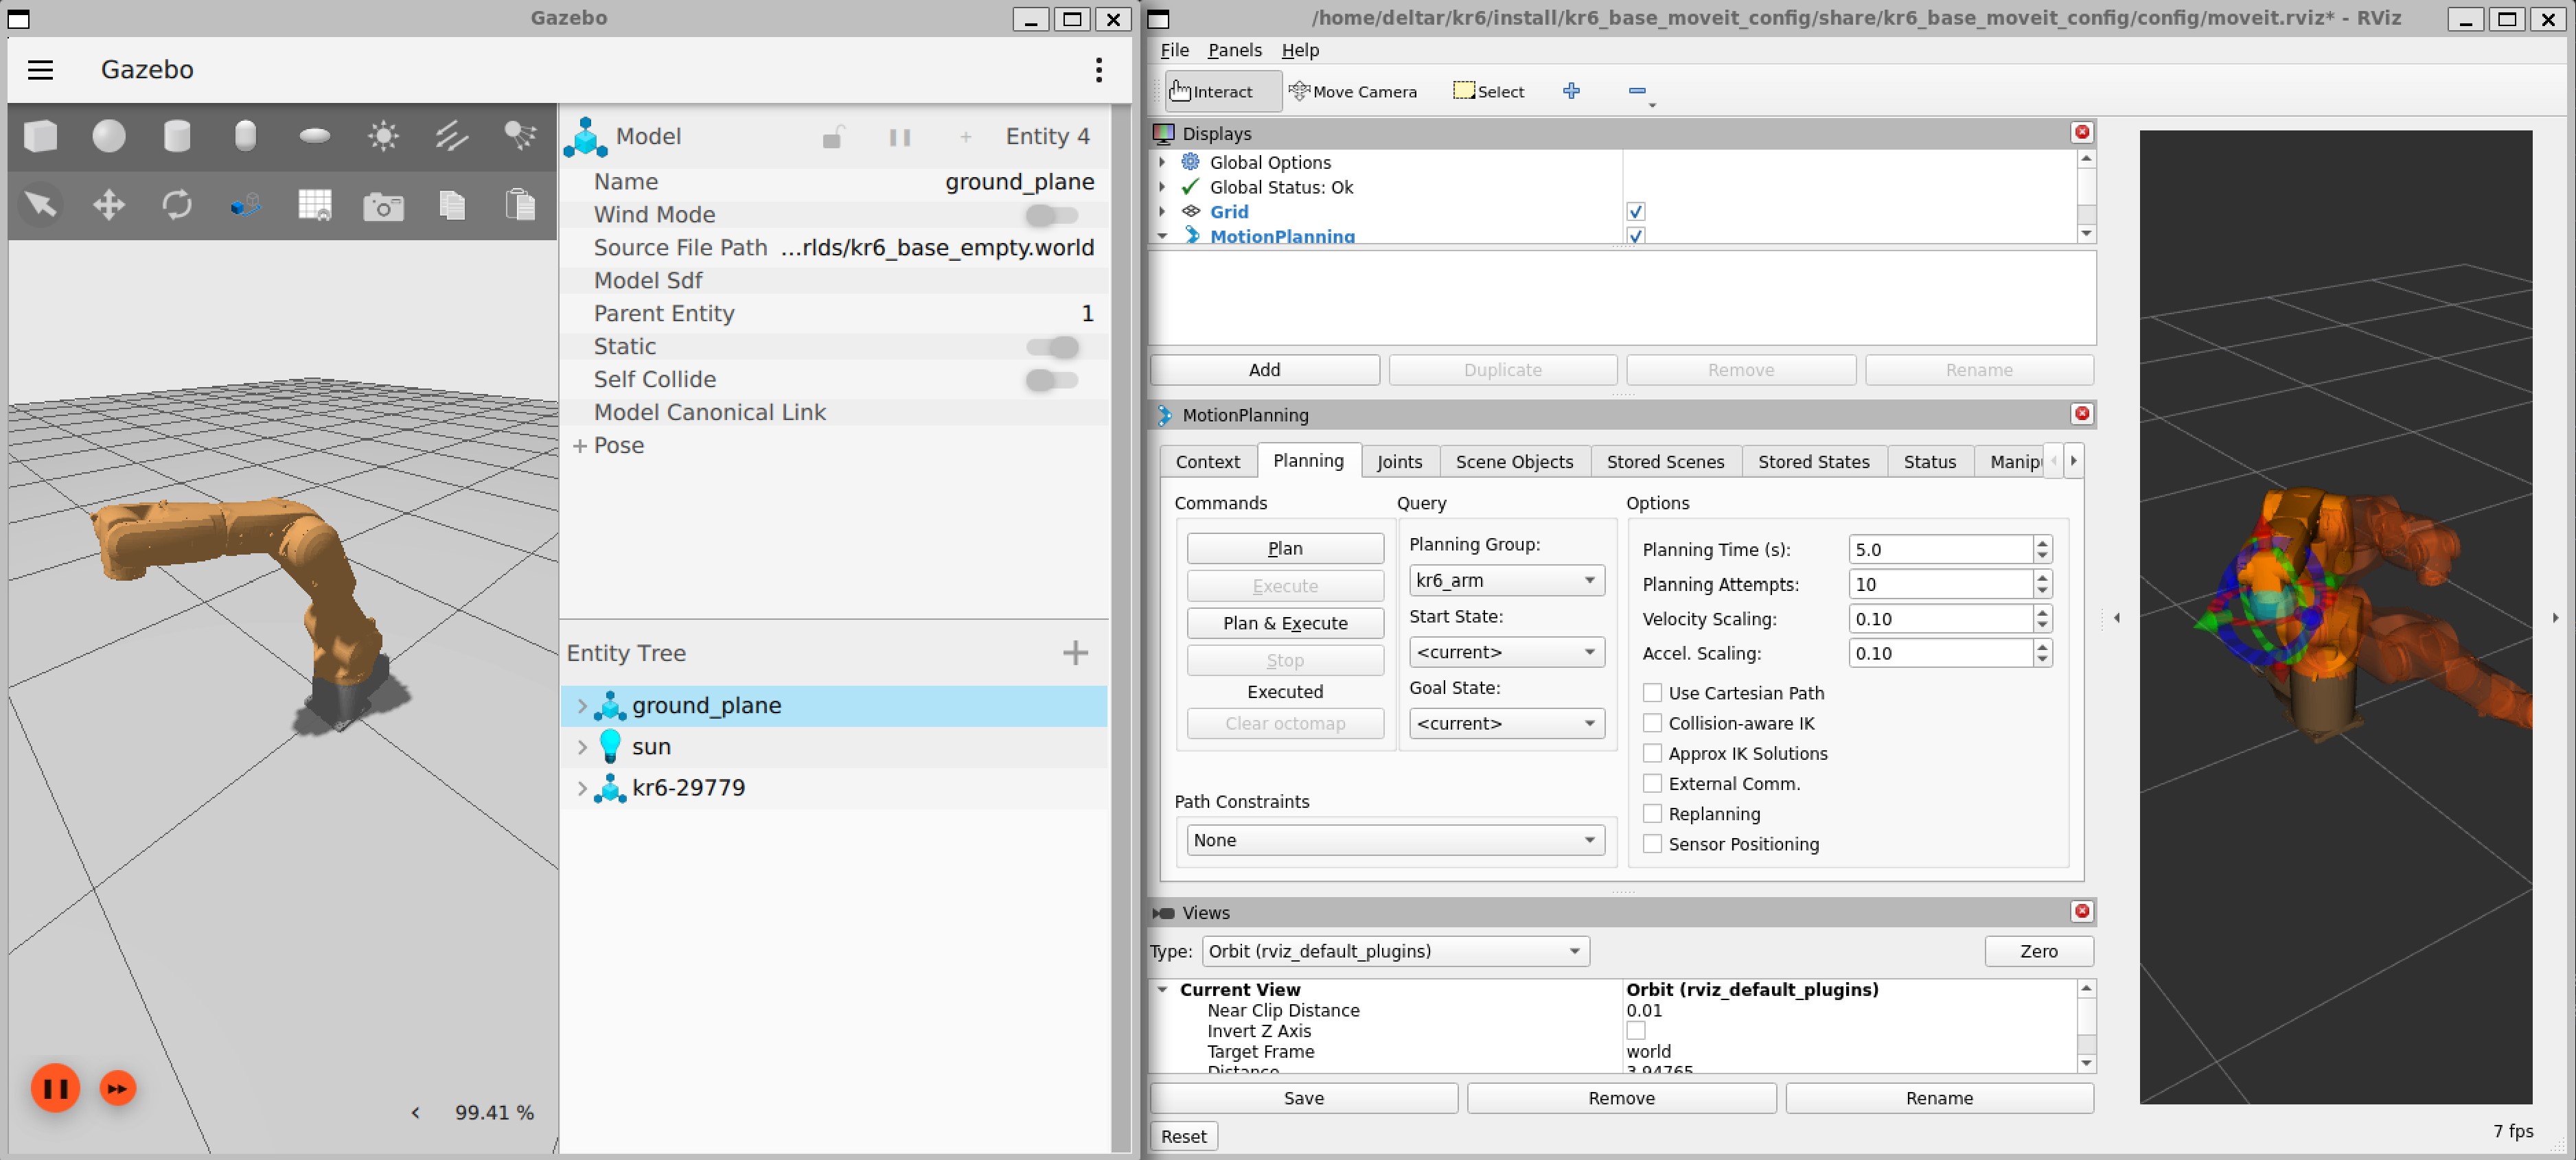 Gazebo
Gazebo
Model Entity 4
Name ground_plane
Wind Mode
Source File Path ...rlds/kr6_base_empty.world
Model Sdf
Parent Entity 1
Static
Self Collide
Model Canonical Link
+ Pose
Entity Tree
ground_plane
sun
kr6-29779
99.41 %
/home/deltar/kr6/install/kr6_base_moveit_config/share/kr6_base_moveit_config/config/moveit.rviz* - RViz
File Panels Help
Interact Move Camera Select
Displays
Global Options
Global Status: Ok
Grid
MotionPlanning
Add Duplicate Remove Rename
MotionPlanning
Context Planning Joints Scene Objects Stored Scenes Stored States Status Manip
Commands Query Options
Plan
Execute
Plan & Execute
Stop
Executed
Clear octomap
Planning Group:
kr6_arm
Start State:
<current>
Goal State:
<current>
Planning Time (s): 5.0
Planning Attempts: 10
Velocity Scaling: 0.10
Accel. Scaling: 0.10
Use Cartesian Path
Collision-aware IK
Approx IK Solutions
External Comm.
Replanning
Sensor Positioning
Path Constraints
None
Views
Type: Orbit (rviz_default_plugins) Zero
Current View Orbit (rviz_default_plugins)
Near Clip Distance 0.01
Invert Z Axis
Target Frame world
Distance 3.94765
Save Remove Rename
Reset
7 fps